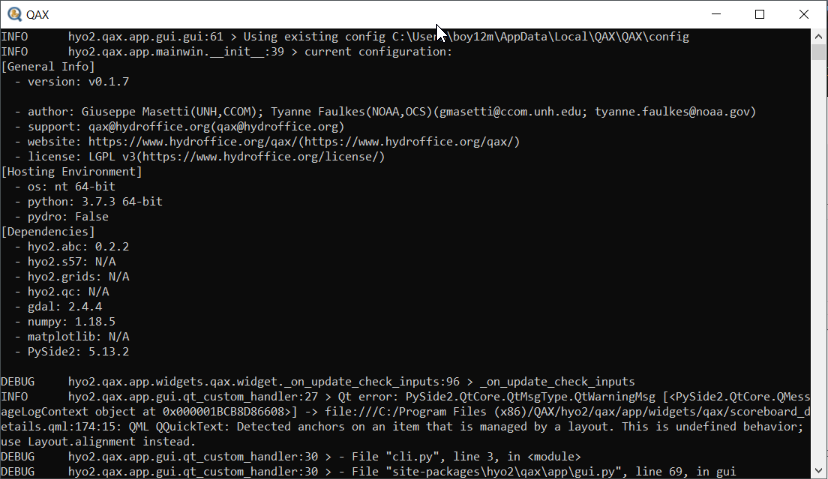 QAX
INFO hyo2.qax.app.gui.gui:61 > Using existing config C:\User \boy12m\AppData\Local\QAX\QAX\config
INFO hyo2.qax.app.mainwin.__init__:39 > current configuration:
[General Info]
- version: v0.1.7
- author: Giuseppe Masetti(UNH,CCOM); Tyanne Faulkes(NOAA,OCS)(gmasetti@ccom.unh.edu; tyanne.faulkes@noaa.gov)
- support: qax@hydroffice.org(qax@hydroffice.org)
- website: https://www.hydroffice.org/qax/(https://www.hydroffice.org/qax/)
- license: LGPL v3(https://www.hydroffice.org/license/)
[Hosting Environment]
- os: nt 64-bit
- python: 3.7.3 64-bit
- pydro: False
[Dependencies]
- hyo2.abc: 0.2.2
- hyo2.s57: N/A
- hyo2.grids: N/A
- hyo2.qc: N/A
- gdal: 2.4.4
- numpy: 1.18.5
- matplotlib: N/A
- PySide2: 5.13.2
DEBUG hyo2.qax.app.widgets.qax.widget._on_update_check_inputs:96 > _on_update_check_inputs
INFO hyo2.qax.app.gui.qt_custom_handler:27 > Qt error: PySide2.QtCore.QtMsgType.QtWarningMsg [<PySide2.QtCore.QMess
ageLogContext object at 0x000001BCB8D86608>] -> file:///C:/Program Files (x86)/QAX/hyo2/qax/app/widgets/qax/scoreboard_d
etails.qml:174:15: QML QQuickText: Detected anchors on an item that is managed by a layout. This is undefined behavior;
use Layout.alignment instead.
DEBUG hyo2.qax.app.gui.qt_custom_handler:30 > - File "cli.py", line 3, in <module>
DEBUG hyo2.qax.app.gui.qt_custom_handler:30 > - File "site-packages\hyo2\qax\app\gui.py", line 69, in gui